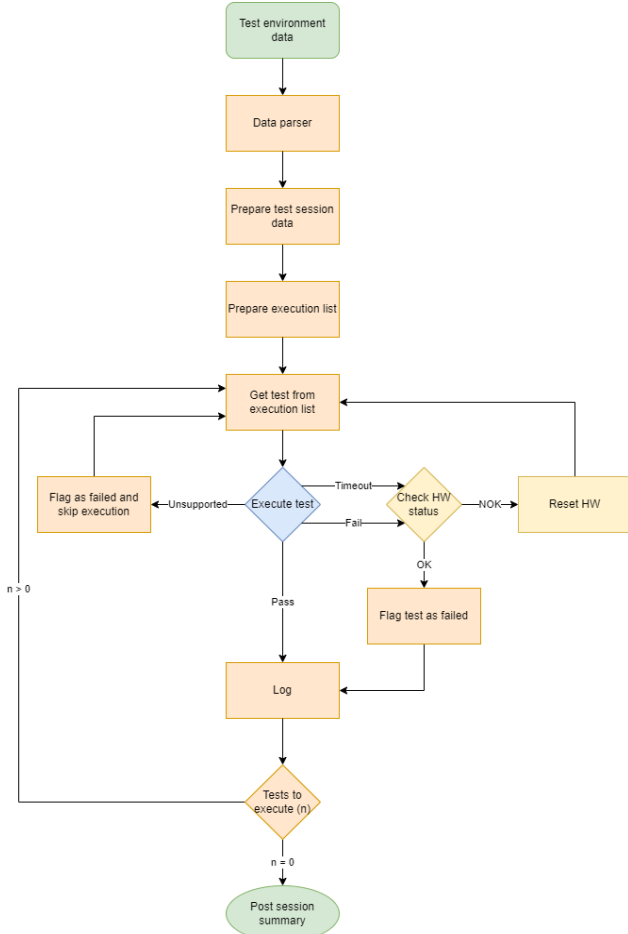 Test environment
data
Data parser
Prepare test session
data
Prepare execution list
Get test from
execution list
Flag as failed and
skip execution
Unsupported
Execute test
Timeout
Fail
Check HW
status
NOK
Reset HW
OK
n > 0
Pass
Flag test as failed
Log
Tests to
execute (n)
n = 0
Post session
summary